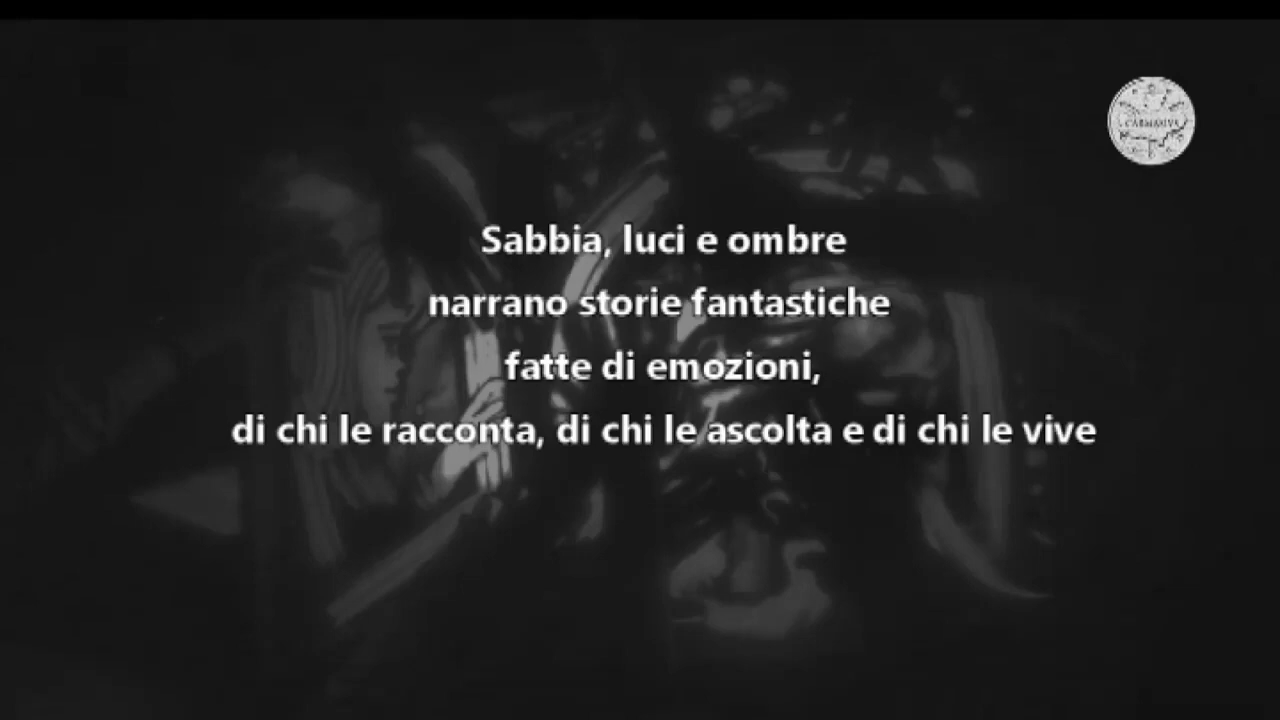 Sabbia, luci e ombre
narrano storie fantastiche
fatte di emozioni,
di chi le racconta, di chi le ascolta e di chi le vive